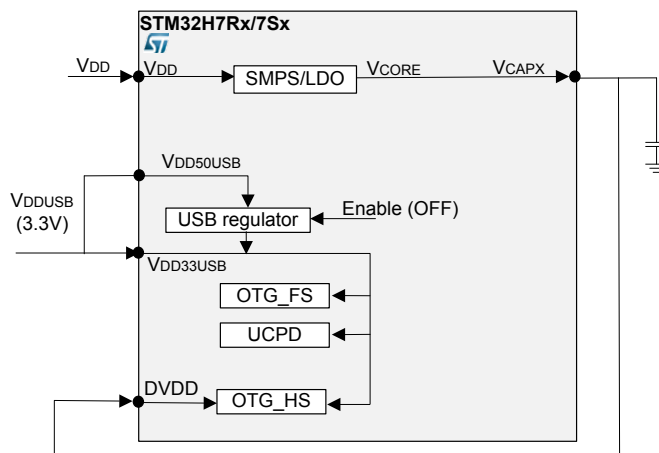 STM32H7Rx/7Sx
ST
VDD
VDD
SMPS/LDO
VCORE
VCAPX
VDD50USB
VDDUSB
(3.3V)
USB regulator
Enable (OFF)
VDD33USB
OTG_FS
UCPD
DVDD
OTG_HS